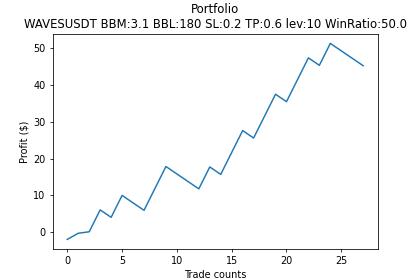 Portfolio
WAVESUSDT BBM:3.1 BBL:180 SL:0.2 TP:0.6 lev:10 WinRatio:50.0
50
40
30
20
10
0
Profit ($)
0 5 10 15 20 25
Trade counts